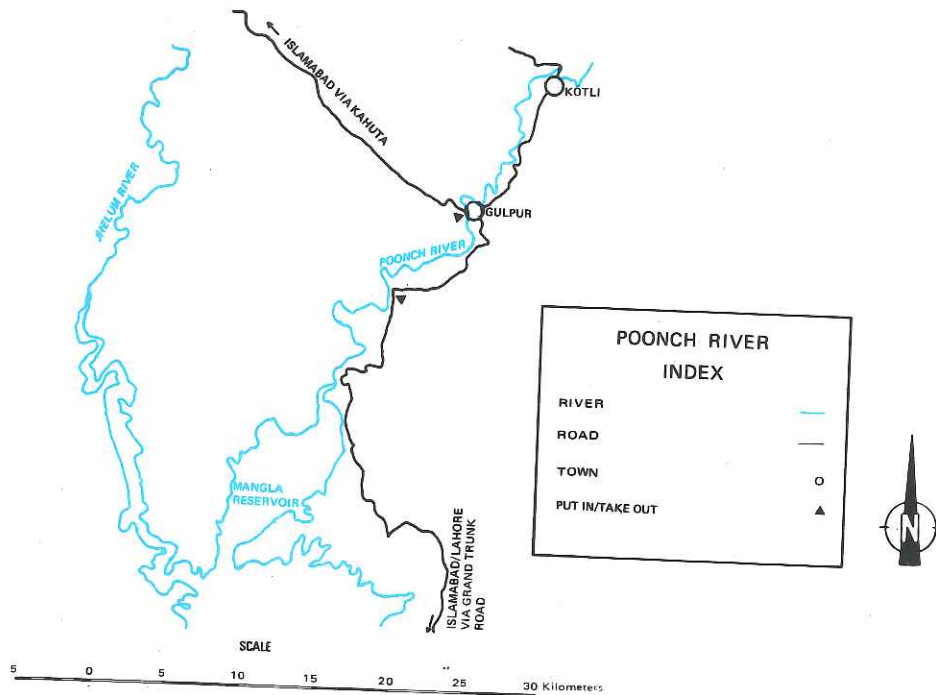 ISLAMABAD VIA KAHUTA
KOTLI
JHELUM RIVER
GULPUR
POONCH RIVER
POONCH RIVER
INDEX
RIVER
ROAD
TOWN
PUT IN/TAKE OUT
MANGLA
RESERVOIR
N
ISLAMABAD/LAHORE
VIA GRAND TRUNK
ROAD
SCALE
5 0 5 10 15 20 25 30 Kilometers